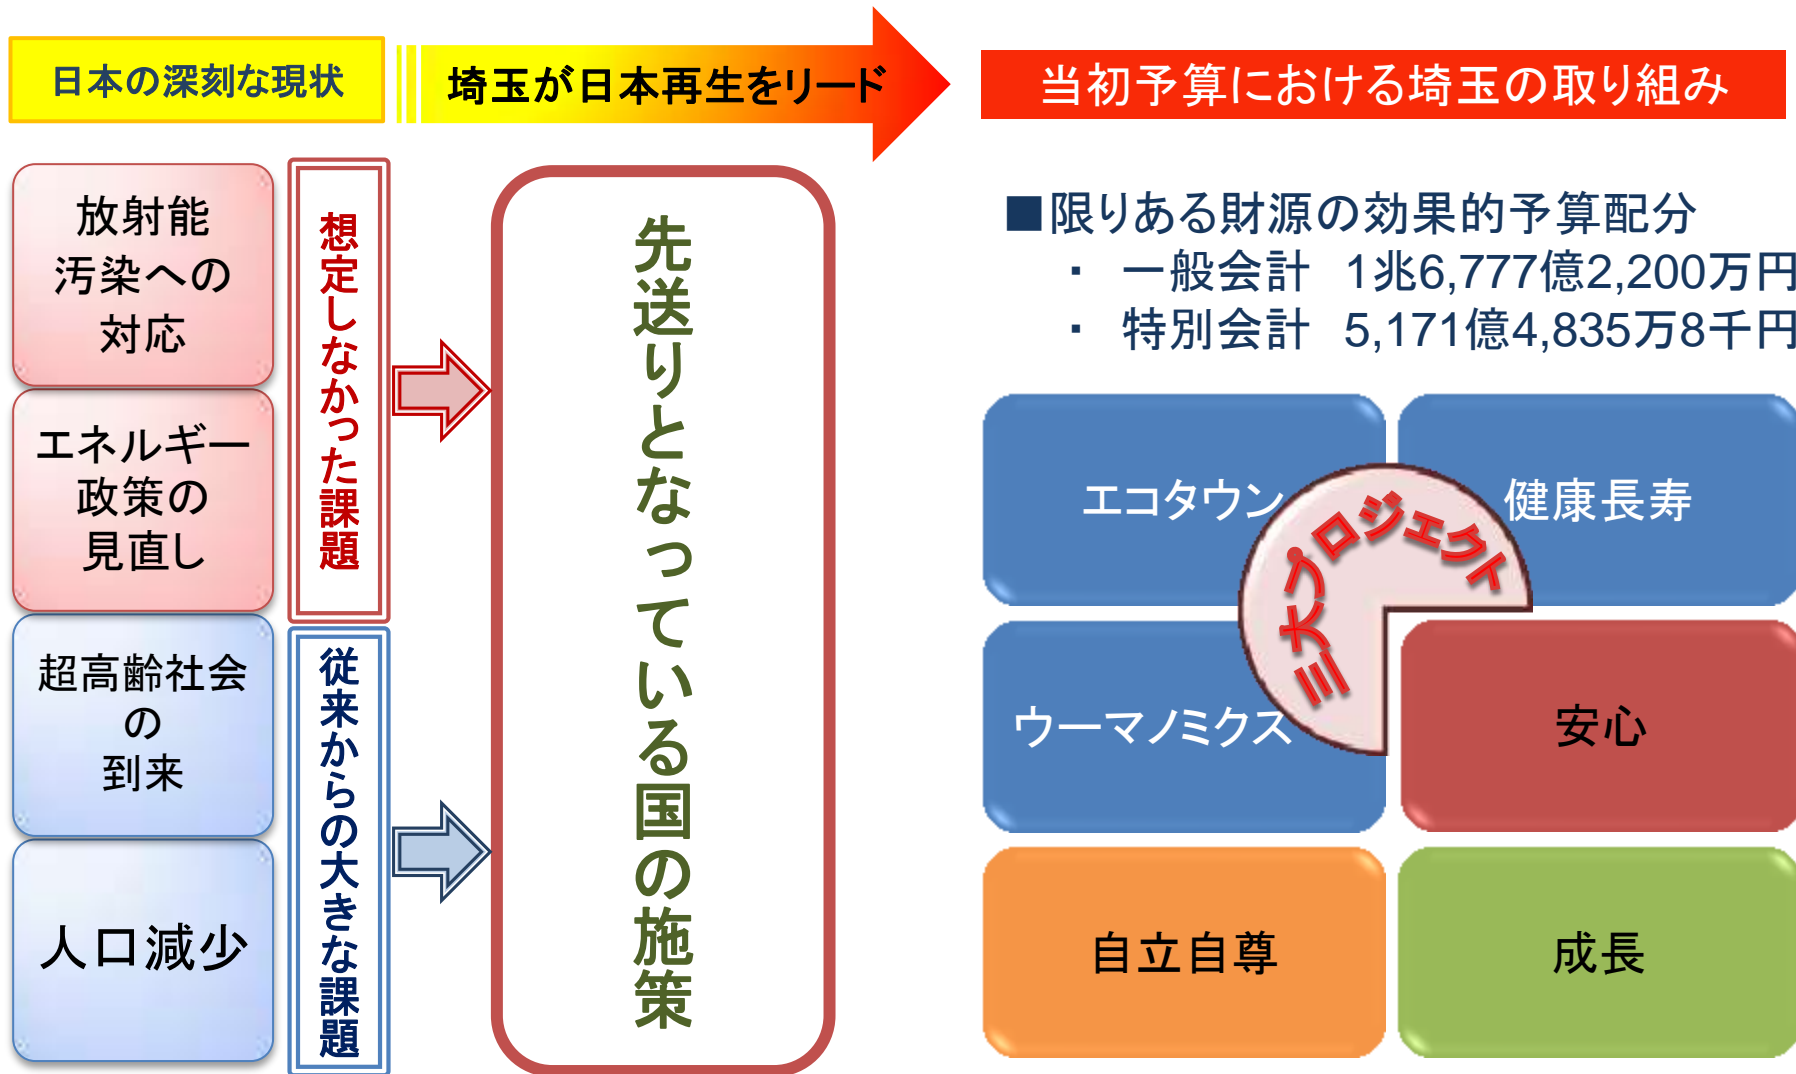 日本の深刻な現状
埼玉が日本再生をリード
当初予算における埼玉の取り組み
放射能
汚染への
対応
エネルギー
政策の
見直し
超高齢社会
の
到来
人口減少
想定しなかった課題
従来からの大きな課題
先送りとなっている国の施策
■限りある財源の効果的予算配分
・ 一般会計 1兆6,777億2,200万円
・ 特別会計 5,171億4,835万8千円
エコタウン
健康長寿
三大プロジェクト
ウーマノミクス
安心
自立自尊
成長